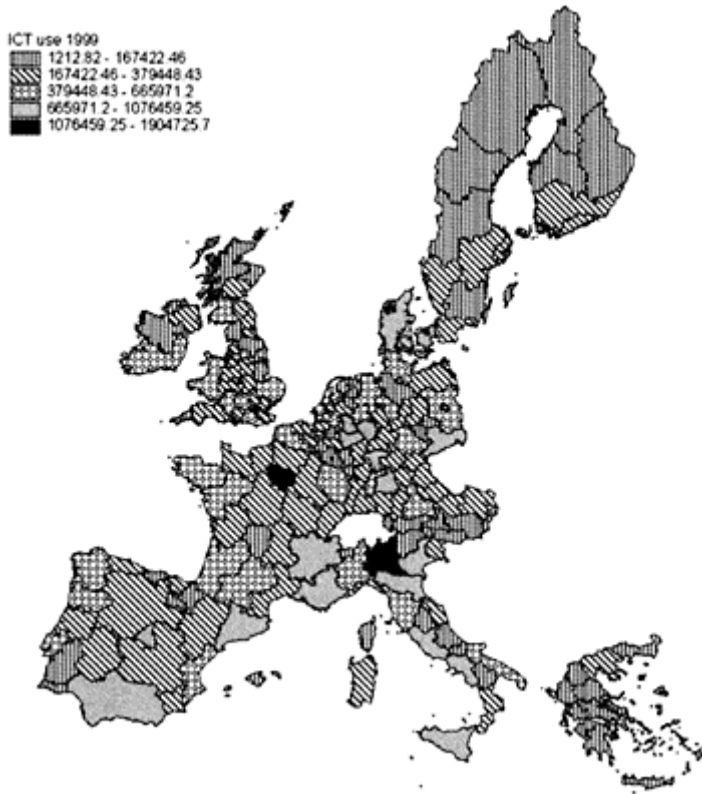 ICT use 1999
1212.82 - 167422.46
167422.46 - 379448.43
379448.43 - 665971.2
665971.2 - 1076459.25
1076459.25 - 1904725.7